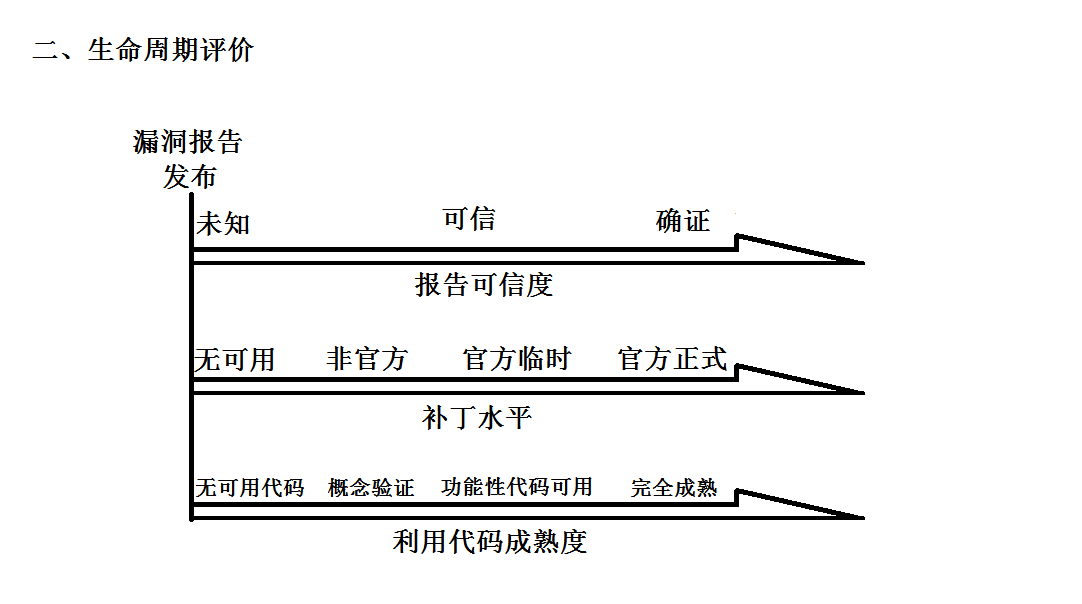 二、生命周期评价
漏洞报告
发布
未知 可信 确证
报告可信度
无可用 非官方 官方临时 官方正式
补丁水平
无可用代码 概念验证 功能性代码可用 完全成熟
利用代码成熟度